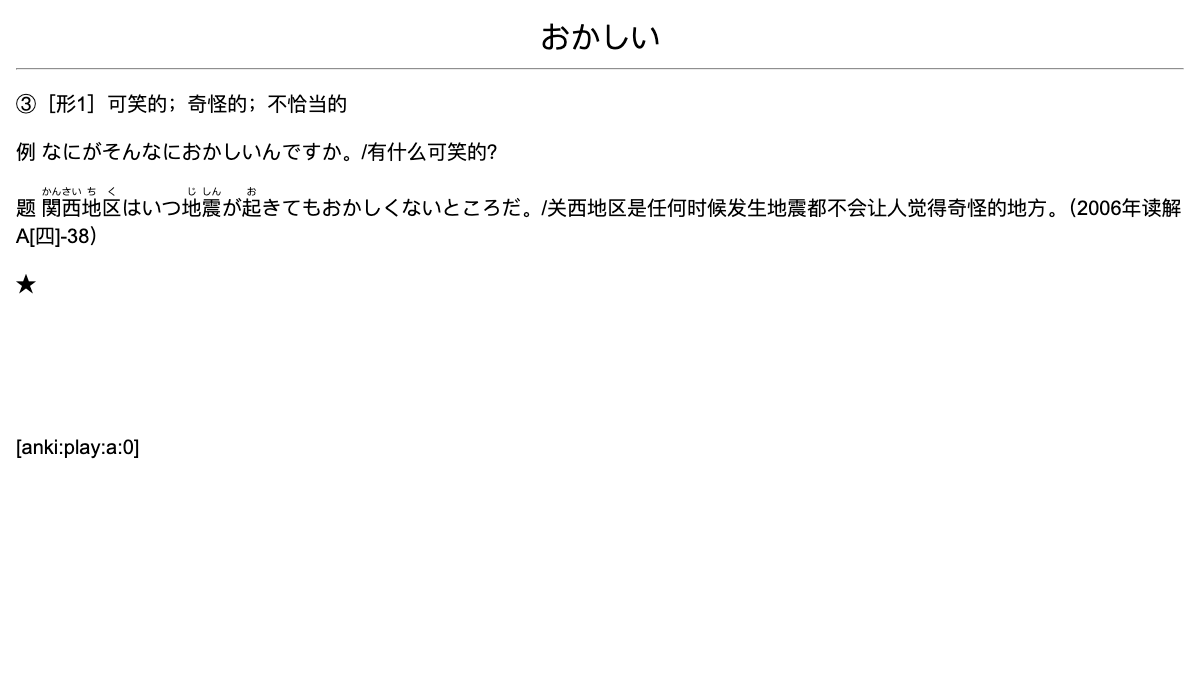 おかしい
③［形1］可笑的；奇怪的；不恰当的
例 なにがそんなにおかしいんですか。/有什么可笑的?
かんさい ち く じ しん お
题 関西地区はいつ地震が起きてもおかしくないところだ。/关西地区是任何时候发生地震都不会让人觉得奇怪的地方。（2006年读解
A[四]-38）
★
[anki:play:a:0]